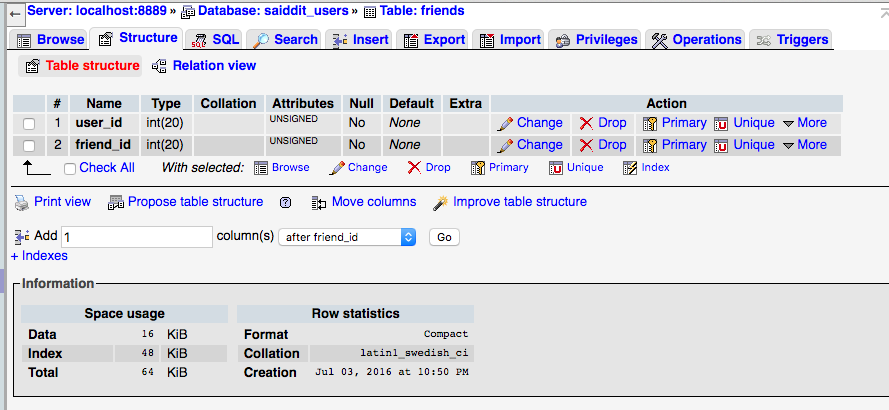 Server: localhost:8889 » Database: saiddit_users » Table: friends
Browse Structure SQL Search Insert Export Import Privileges Operations Triggers
Table structure Relation view
# Name Type Collation Attributes Null Default Extra Action
1 user_id int(20) UNSIGNED No None Change Drop Primary Unique More
2 friend_id int(20) UNSIGNED No None Change Drop Primary Unique More
Check All With selected: Browse Change Drop Primary Unique Index
Print view Propose table structure Move columns Improve table structure
Add 1 column(s) after friend_id Go
+ Indexes
Information
Space usage Row statistics
Data 16 KiB Format Compact
Index 48 KiB Collation latin1_swedish_ci
Total 64 KiB Creation Jul 03, 2016 at 10:50 PM